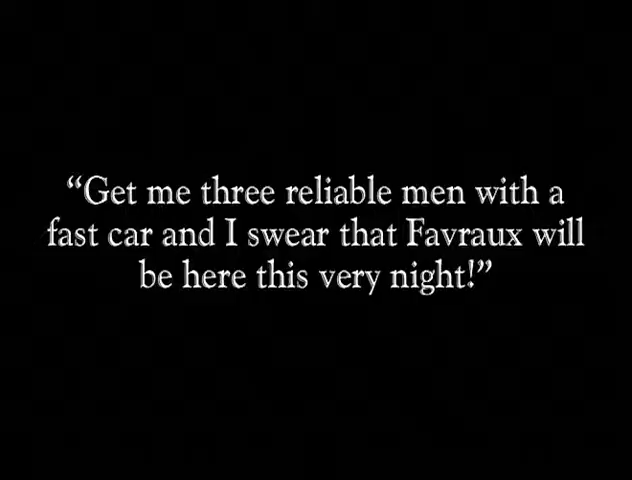 “Get me three reliable men with a
fast car and I swear that Favraux will
be here this very night!”